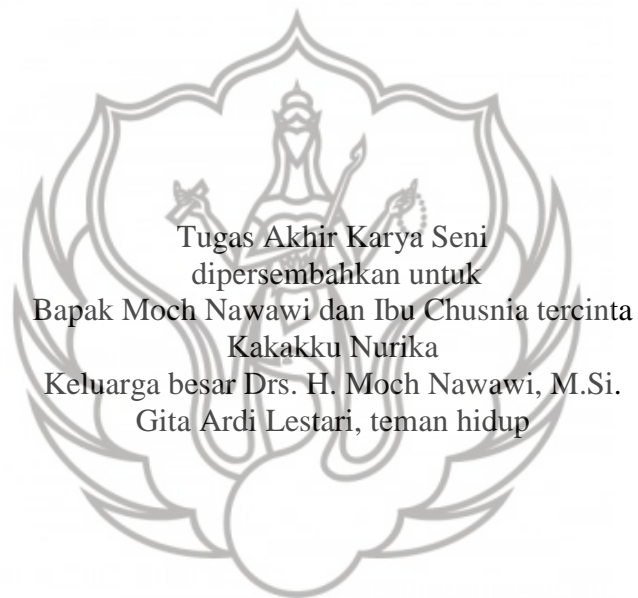 Tugas Akhir Karya Seni
dipersembahkan untuk
Bapak Moch Nawawi dan Ibu Chusnia tercinta
Kakakku Nurika
Keluarga besar Drs. H. Moch Nawawi, M.Si.
Gita Ardi Lestari, teman hidup